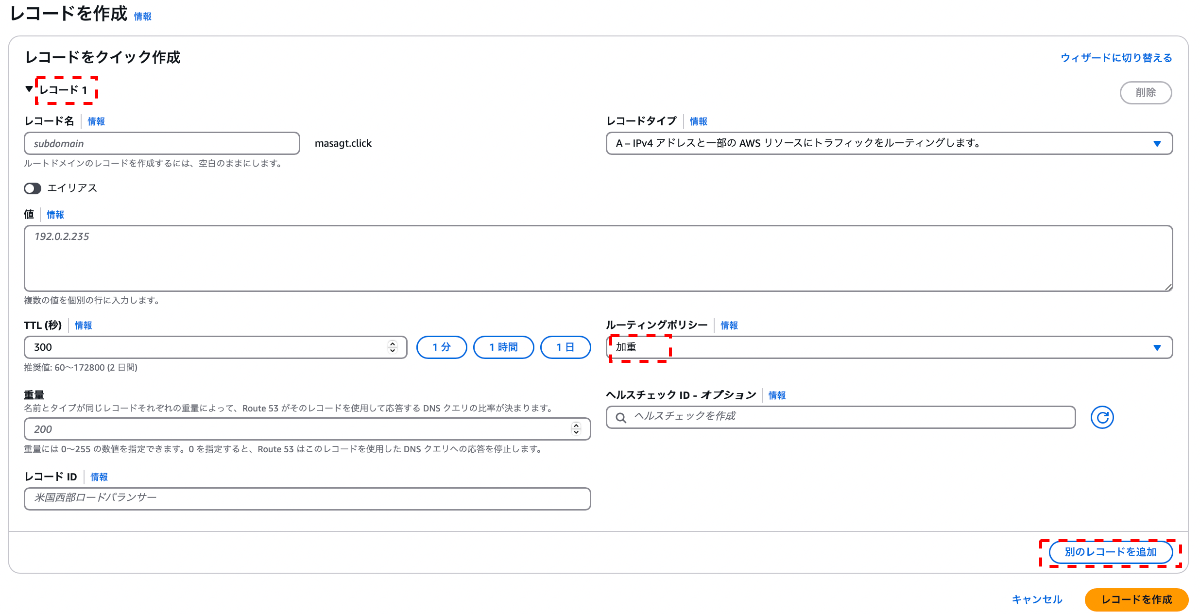 レコードを作成 情報
レコードをクイック作成
ウィザードに切り替える
▼レコード 1
削除
レコード名 情報
subdomain
masagt.click
ルートドメインのレコードを作成するには、空白のままにします。
レコードタイプ 情報
A – IPv4 アドレスと一部の AWS リソースにトラフィックをルーティングします。
エイリアス
値 情報
192.0.2.235
複数の値を個別の行に入力します。
TTL (秒) 情報
300
1 分
1 時間
1 日
推奨値: 60～172800 (2 日間)
ルーティングポリシー 情報
加重
重量
名前とタイプが同じレコードそれぞれの重量によって、Route 53 がそのレコードを使用して応答する DNS クエリの比率が決まります。
200
重量には 0～255 の数値を指定できます。0 を指定すると、Route 53 はこのレコードを使用した DNS クエリへの応答を停止します。
ヘルスチェック ID - オプション 情報
ヘルスチェックを作成
レコード ID 情報
米国西部ロードバランサー
別のレコードを追加
キャンセル
レコードを作成